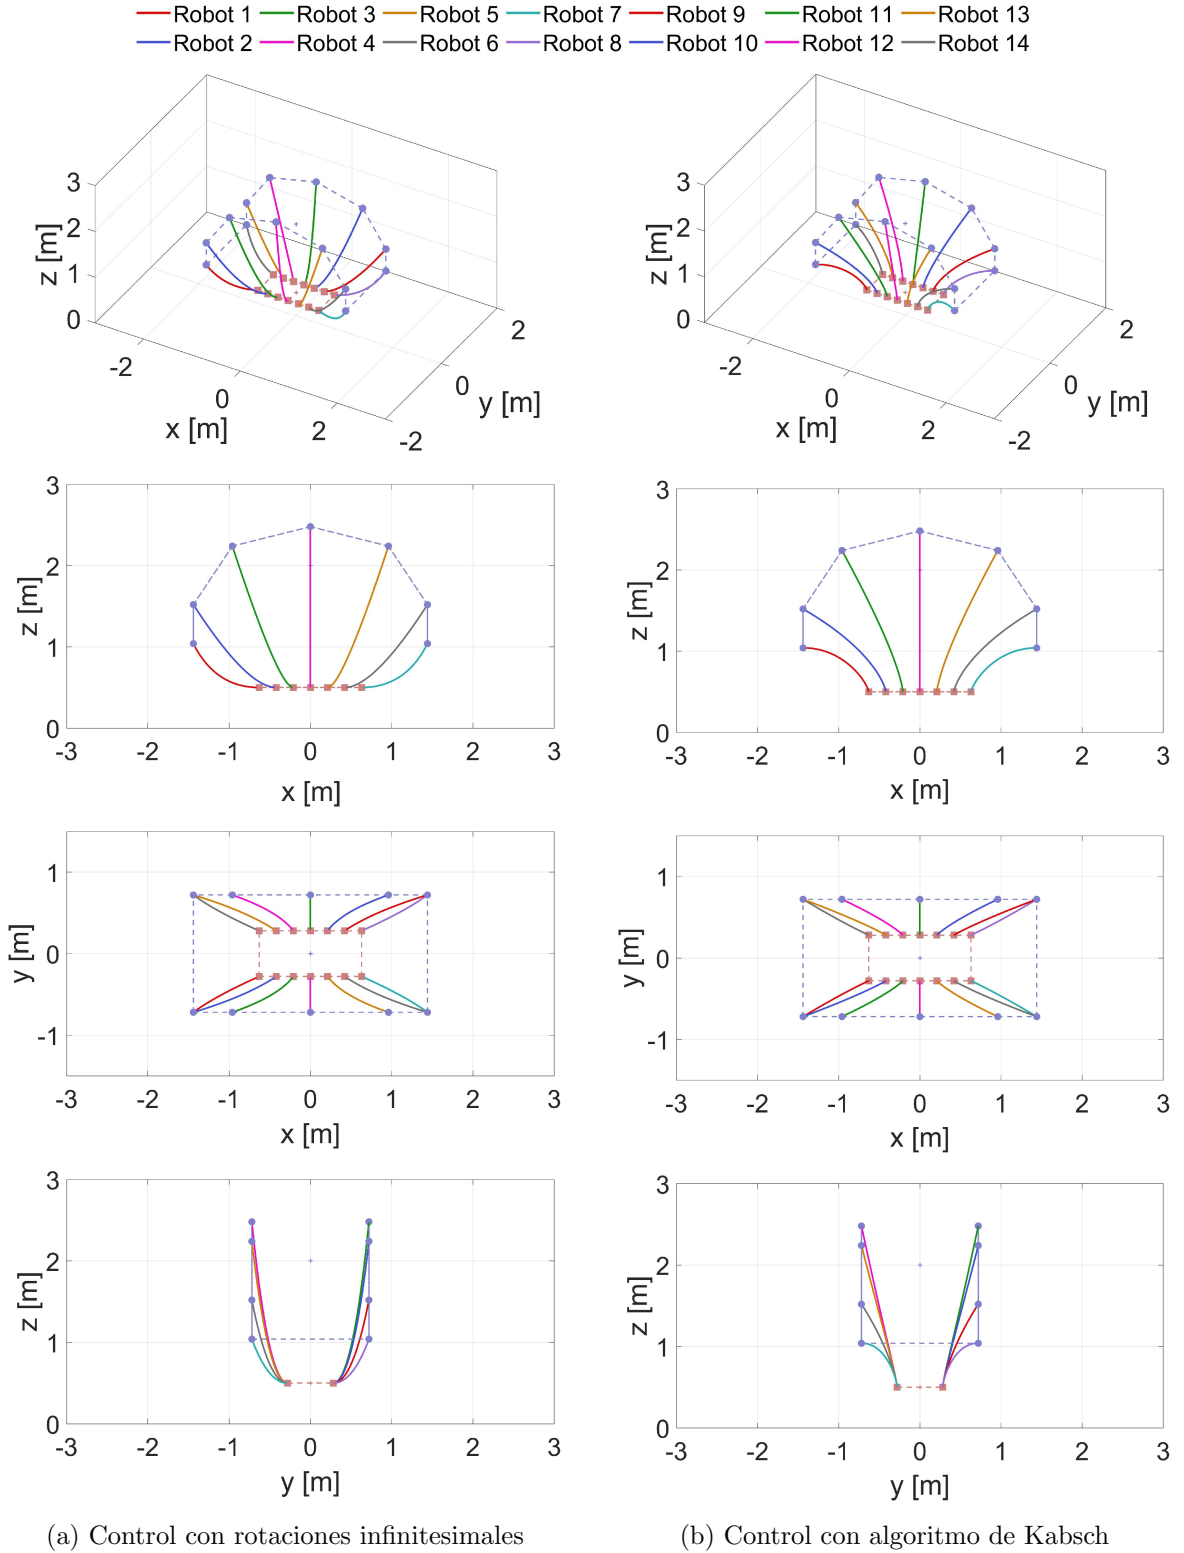 Robot 1 Robot 3 Robot 5 Robot 7 Robot 9 Robot 11 Robot 13
Robot 2 Robot 4 Robot 6 Robot 8 Robot 10 Robot 12 Robot 14
3
2
1
0
z [m]
-2
0
2
x [m]
-2
0
2
y [m]
3
2
1
0
z [m]
-2
0
2
x [m]
-2
0
2
y [m]
3
2
1
0
z [m]
-3 -2 -1 0 1 2 3
x [m]
3
2
1
0
z [m]
-3 -2 -1 0 1 2 3
x [m]
1
0
-1
y [m]
-3 -2 -1 0 1 2 3
x [m]
1
0
-1
y [m]
-3 -2 -1 0 1 2 3
x [m]
3
2
1
0
z [m]
-3 -2 -1 0 1 2 3
y [m]
3
2
1
0
z [m]
-3 -2 -1 0 1 2 3
y [m]
(a) Control con rotaciones infinitesimales
(b) Control con algoritmo de Kabsch